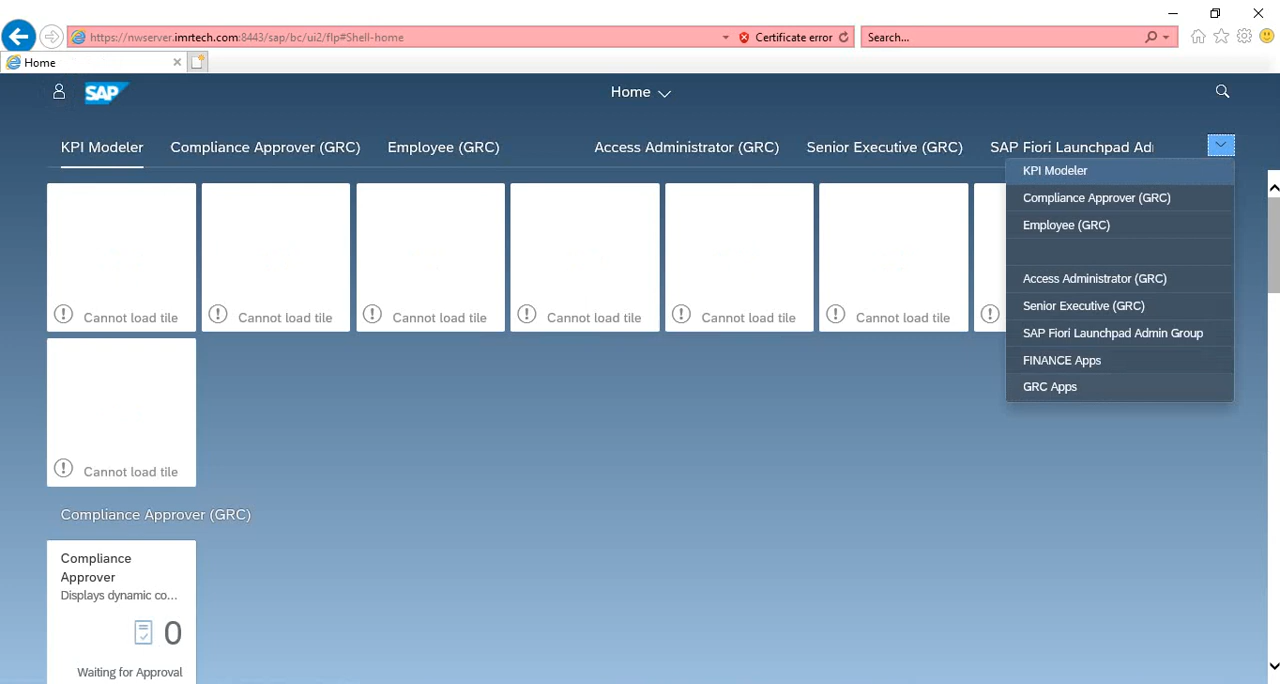 https://nwserver.imrtech.com:8443/sap/bc/ui2/flp#Shell-home
Certificate error
Search...
Home
SAP
Home
KPI Modeler
Compliance Approver (GRC)
Employee (GRC)
Access Administrator (GRC)
Senior Executive (GRC)
SAP Fiori Launchpad Ad
KPI Modeler
Compliance Approver (GRC)
Employee (GRC)
Access Administrator (GRC)
Senior Executive (GRC)
SAP Fiori Launchpad Admin Group
FINANCE Apps
GRC Apps
Cannot load tile
Cannot load tile
Cannot load tile
Cannot load tile
Cannot load tile
Cannot load tile
Cannot load tile
Compliance Approver (GRC)
Compliance
Approver
Displays dynamic co...
0
Waiting for Approval